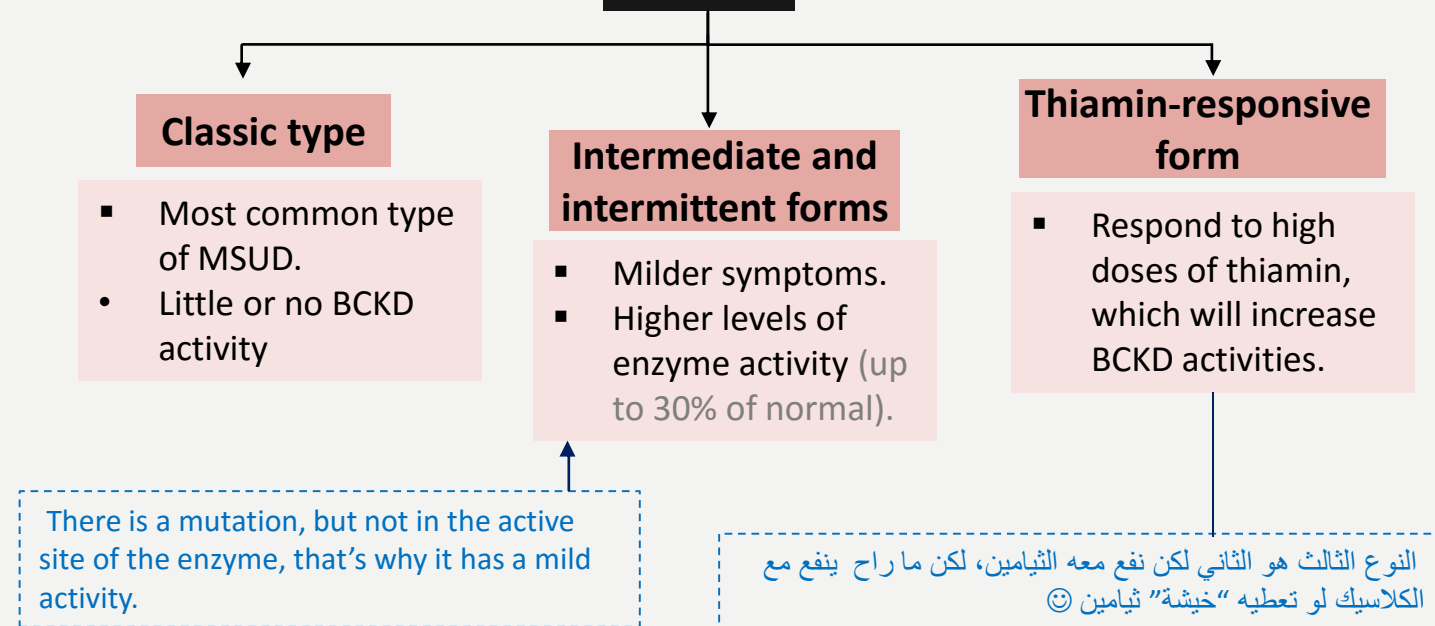 Classic type
▪ Most common type
of MSUD.
• Little or no BCKD
activity
Intermediate and
intermittent forms
▪ Milder symptoms.
▪ Higher levels of
enzyme activity (up
to 30% of normal).
Thiamin-responsive
form
▪ Respond to high
doses of thiamin,
which will increase
BCKD activities.
There is a mutation, but not in the active
site of the enzyme, that’s why it has a mild
activity.
النوع الثالث هو الثاني لكن نفع معه الثيامين، لكن ما راح ينفع مع
الكلاسيك لو تعطيه “خيشة” ثيامين ☺